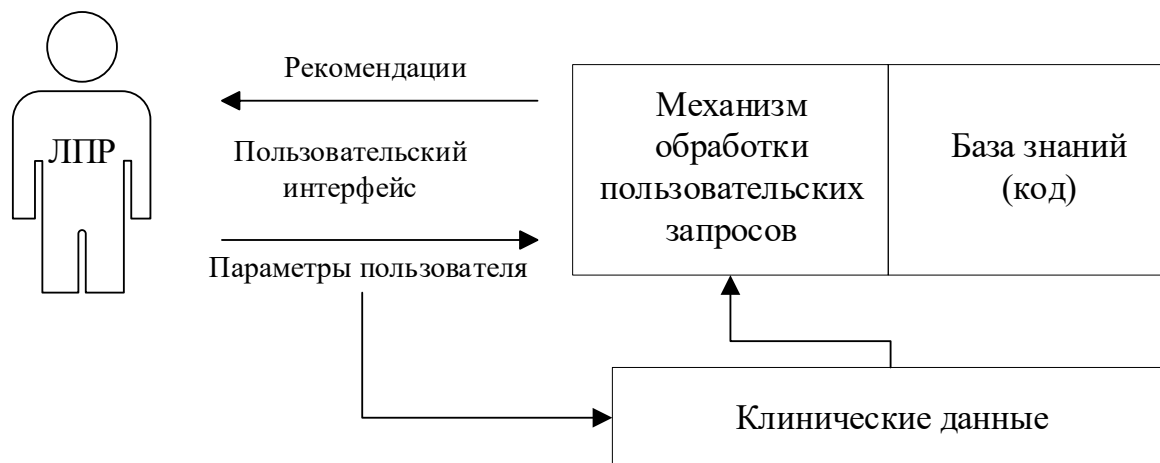 ЛПР
Рекомендации
Пользовательский
интерфейс
Параметры пользователя
Механизм
обработки
пользовательских
запросов
База знаний
(код)
Клинические данные